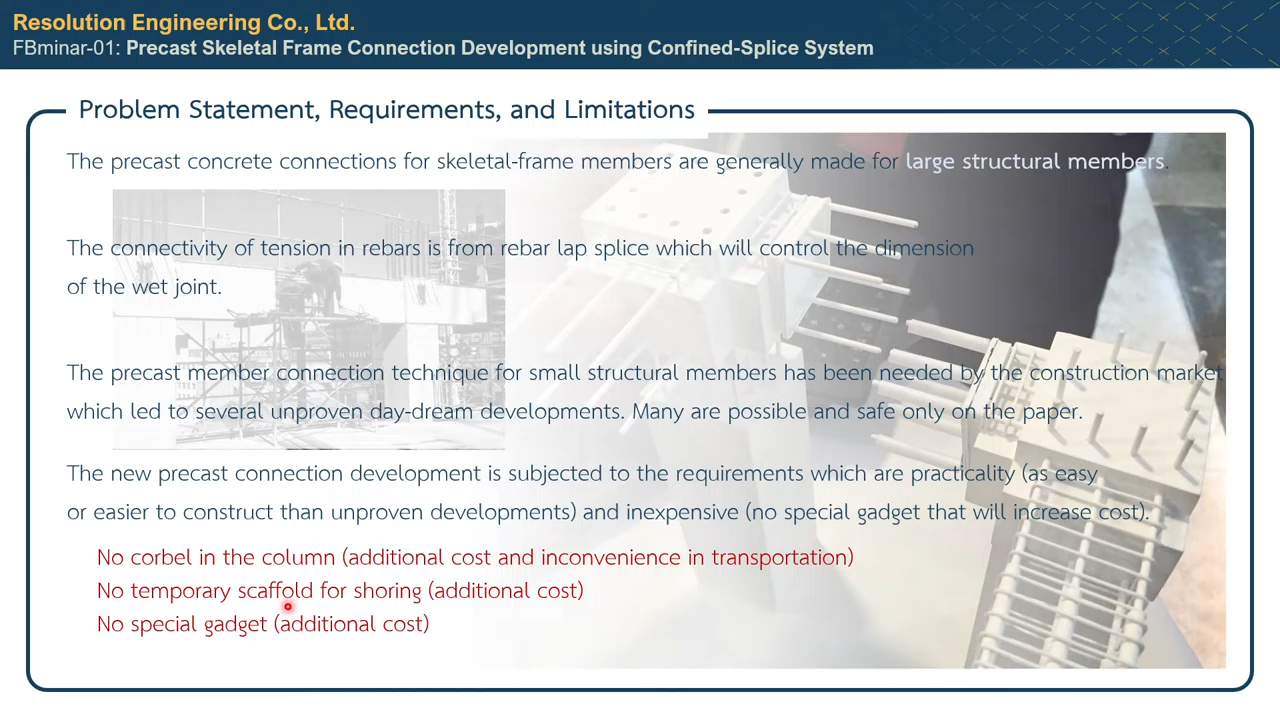 Resolution Engineering Co., Ltd.
FBminar-01: Precast Skeletal Frame Connection Development using Confined-Splice System
Problem Statement, Requirements, and Limitations
The precast concrete connections for skeletal-frame members are generally made for large structural members.
The connectivity of tension in rebars is from rebar lap splice which will control the dimension
of the wet joint.
The precast member connection technique for small structural members has been needed by the construction market
which led to several unproven day-dream developments. Many are possible and safe only on the paper.
The new precast connection development is subjected to the requirements which are practicality (as easy
or easier to construct than unproven developments) and inexpensive (no special gadget that will increase cost).
No corbel in the column (additional cost and inconvenience in transportation)
No temporary scaffold for shoring (additional cost)
No special gadget (additional cost)